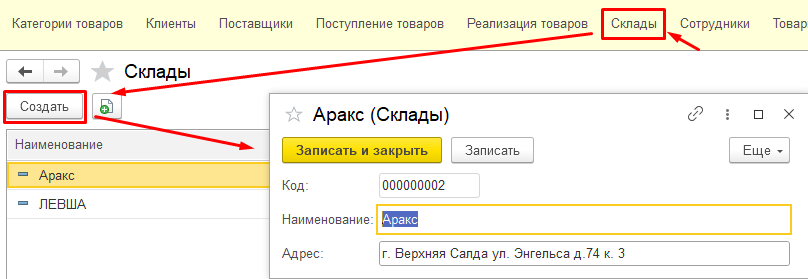 Категории товаров Клиенты Поставщики Поступление товаров Реализация товаров Склады Сотрудники Това
Склады
Создать
Наименование
Аракс
ЛЕВША
Аракс (Склады)
Записать и закрыть Записать Еще
Код: 000000002
Наименование: Аракс
Адрес: г. Верхняя Салда ул. Энгельса д.74 к. 3